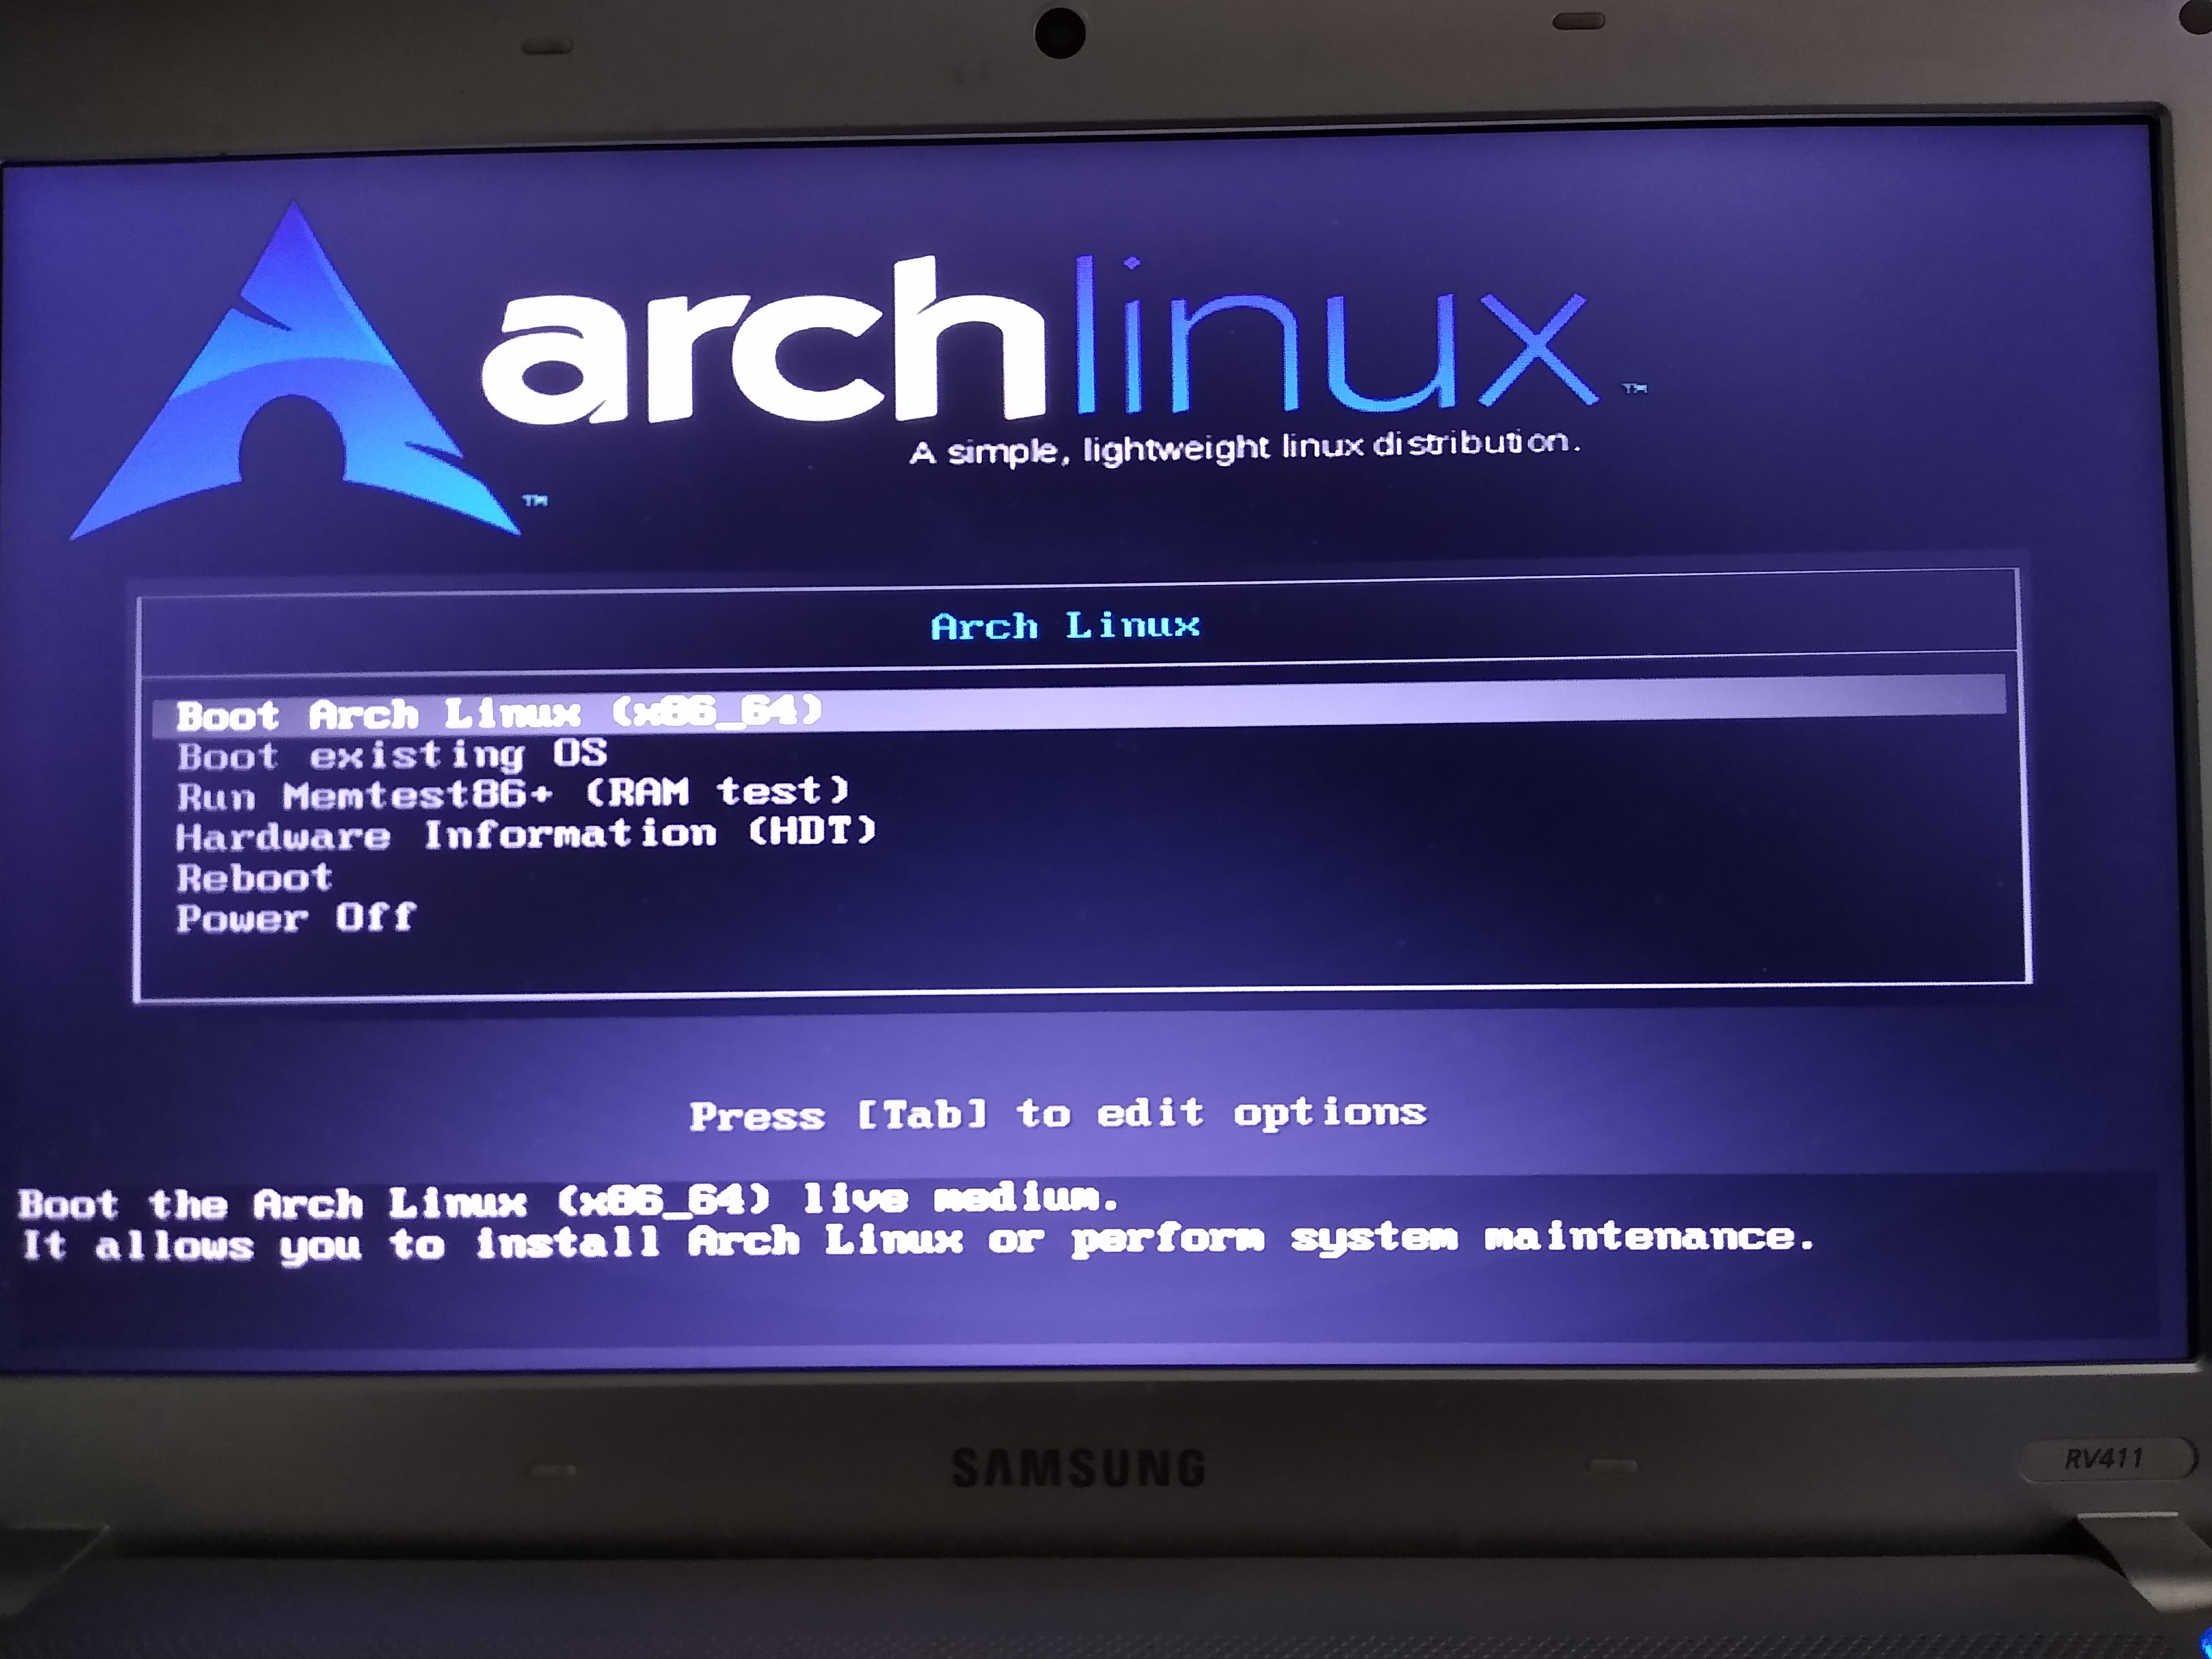 archlinux™
A simple, lightweight linux distribution.
™
Arch Linux
Boot Arch Linux (x86_64)
Boot existing OS
Run Memtest86+ (RAM test)
Hardware Information (HDT)
Reboot
Power Off
Press [Tab] to edit options
Boot the Arch Linux (x86_64) live medium.
It allows you to install Arch Linux or perform system maintenance.
SAMSUNG
RV411